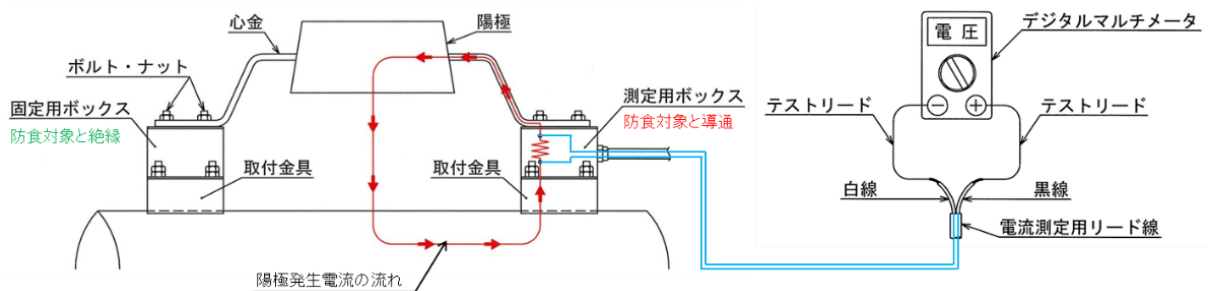 心金
陽極
ボルト・ナット
固定用ボックス
防食対象と絶縁
測定用ボックス
防食対象と導通
取付金具
取付金具
陽極発生電流の流れ
電圧
デジタルマルチメータ
テストリード
− +
テストリード
白線
黒線
電流測定用リード線